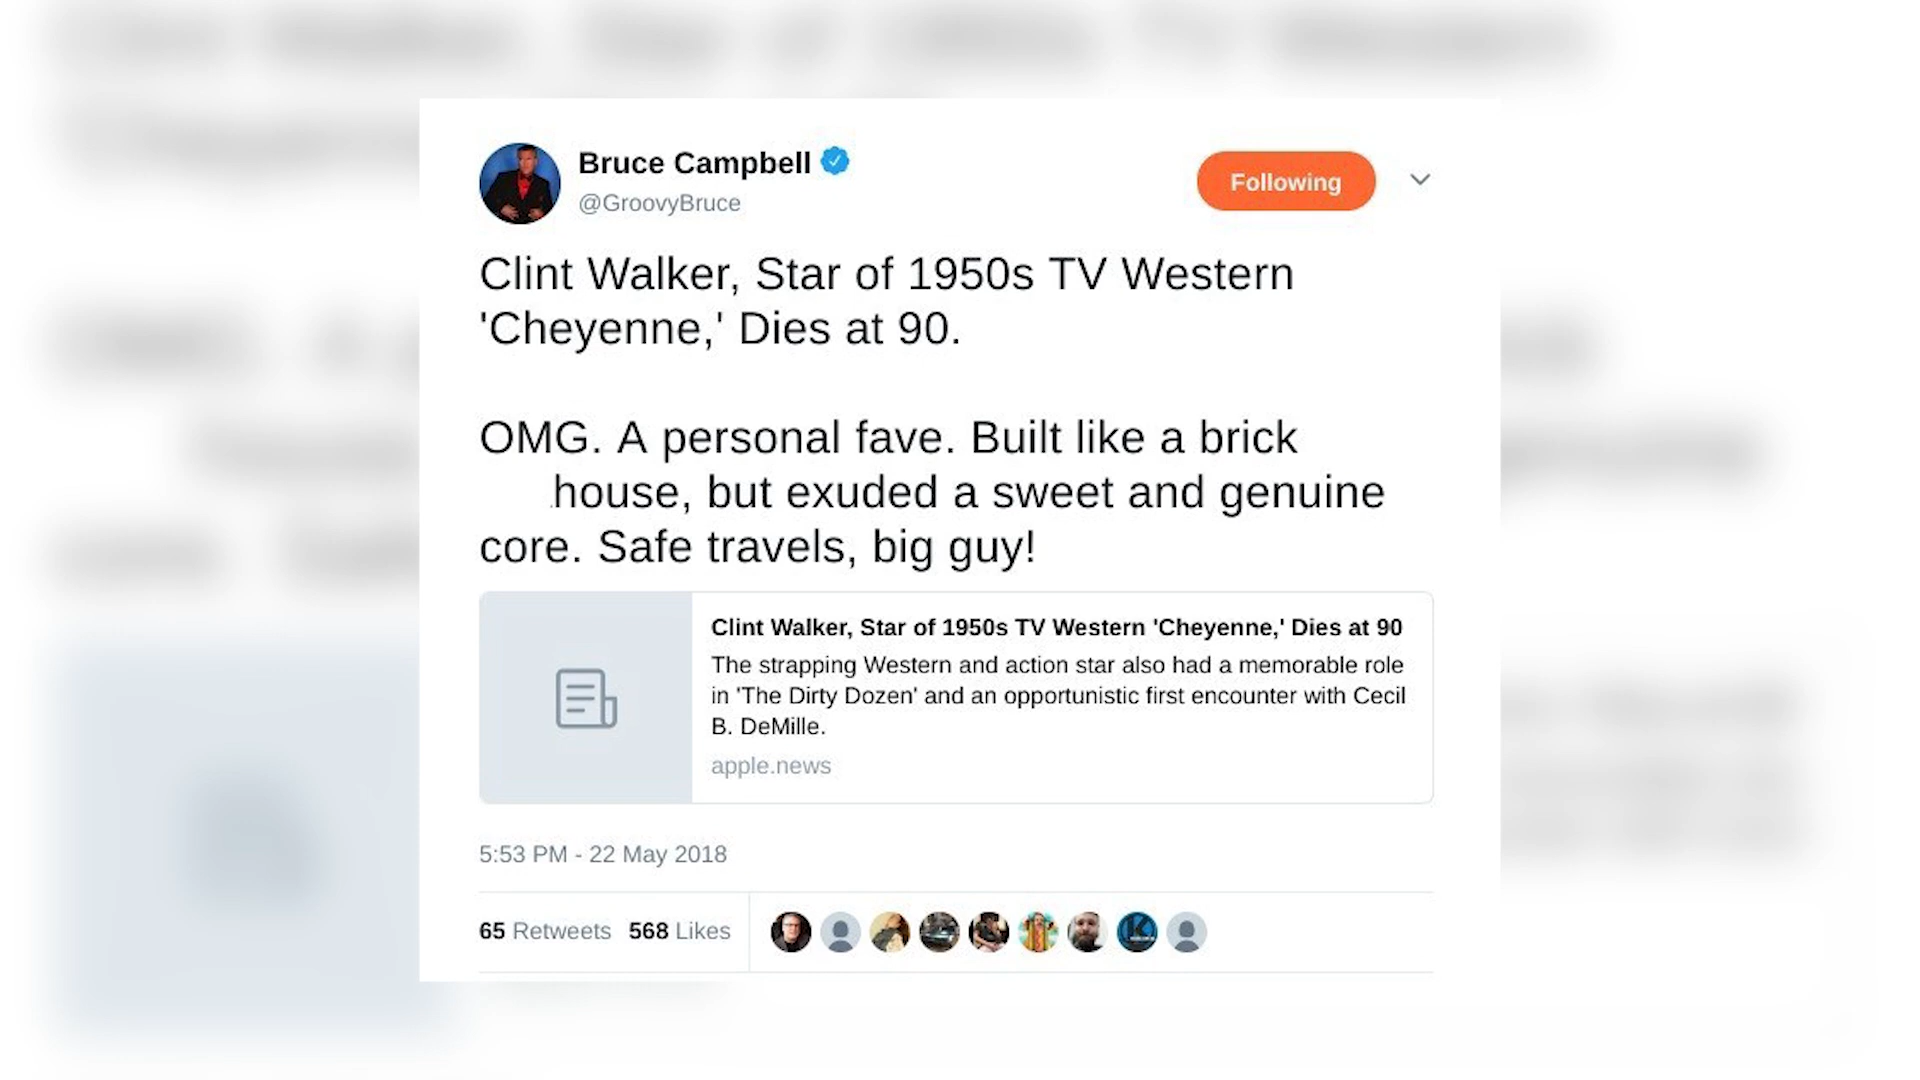 Bruce Campbell
@GroovyBruce
Following
Clint Walker, Star of 1950s TV Western
'Cheyenne,' Dies at 90.
OMG. A personal fave. Built like a brick
house, but exuded a sweet and genuine
core. Safe travels, big guy!
Clint Walker, Star of 1950s TV Western 'Cheyenne,' Dies at 90
The strapping Western and action star also had a memorable role
in 'The Dirty Dozen' and an opportunistic first encounter with Cecil
B. DeMille.
apple.news
5:53 PM - 22 May 2018
65 Retweets 568 Likes